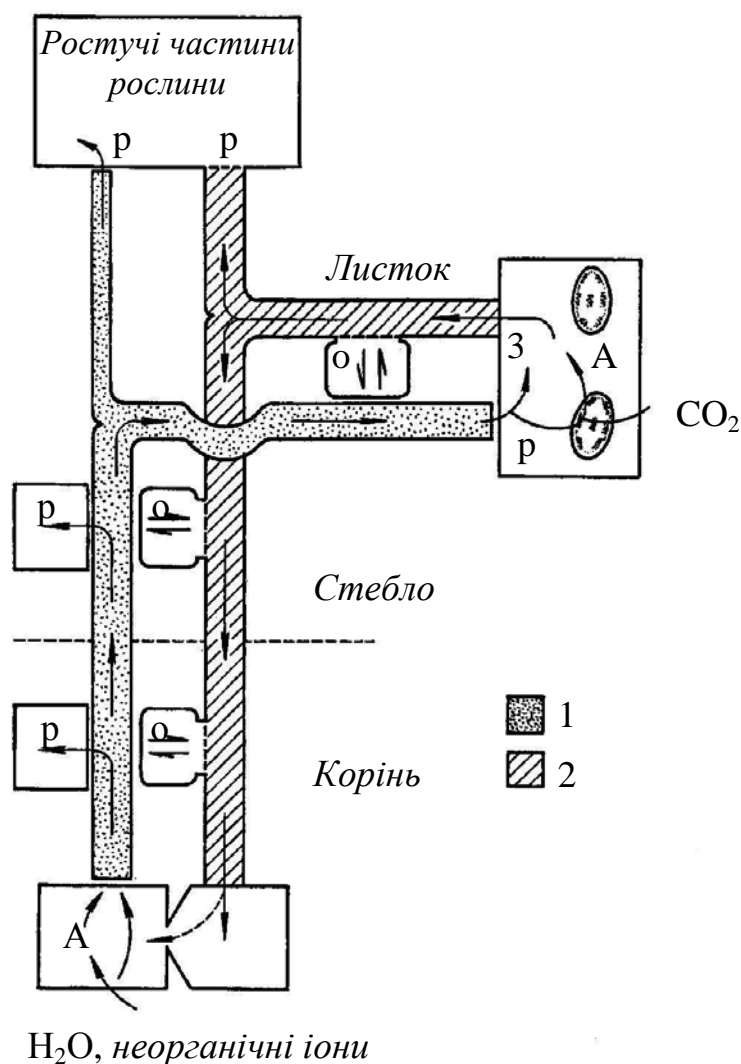 Ростучі частини
рослини
р р
Листок
о
З А
CO₂
р
р о
Стебло
р о
1
2
Корінь
А
H₂O, неорганічні іони